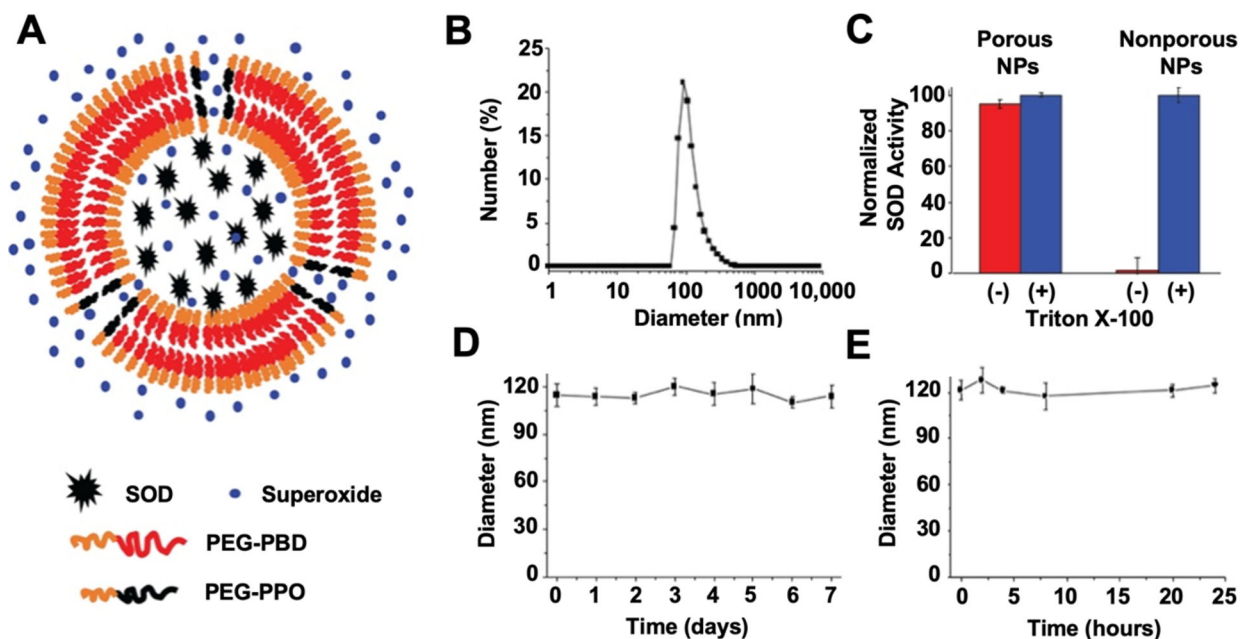 A
SOD
Superoxide
PEG-PBD
PEG-PPO
B
Number (%)
25
20
15
10
5
0
1 10 100 1000 10,000
Diameter (nm)
C
Porous
NPs
Nonporous
NPs
Normalized
SOD Activity
100
80
60
40
20
0
(-) (+) (-) (+)
Triton X-100
D
Diameter (nm)
120
90
60
30
0
0 1 2 3 4 5 6 7
Time (days)
E
Diameter (nm)
120
90
60
30
0
0 5 10 15 20 25
Time (hours)